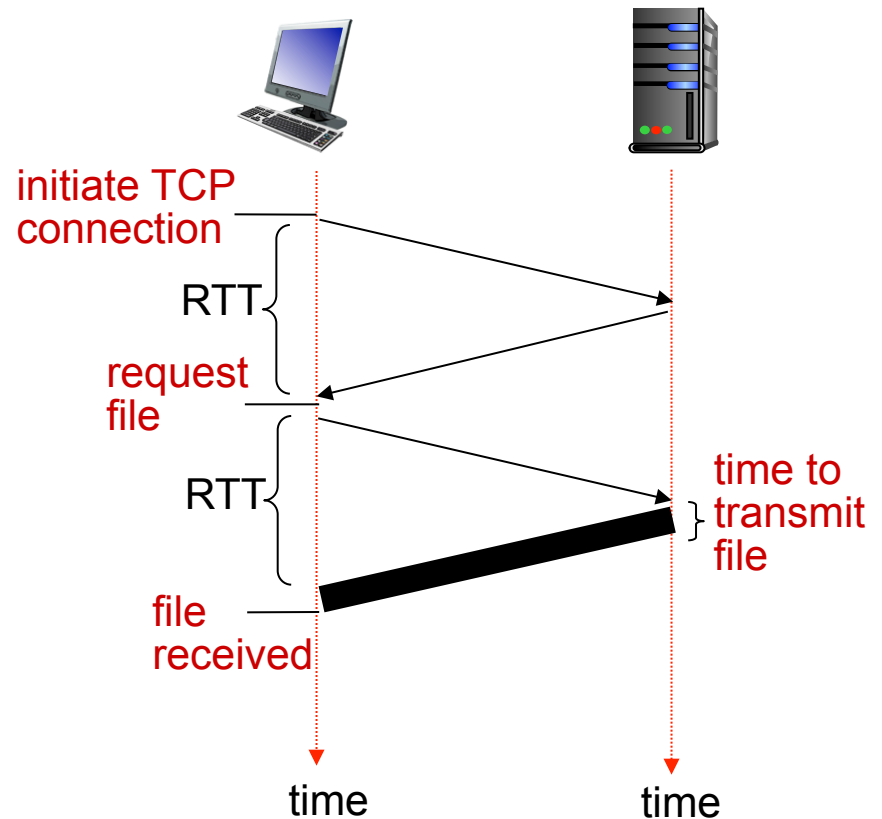 initiate TCP
connection
RTT
request
file
RTT
time to
transmit
file
file
received
time
time